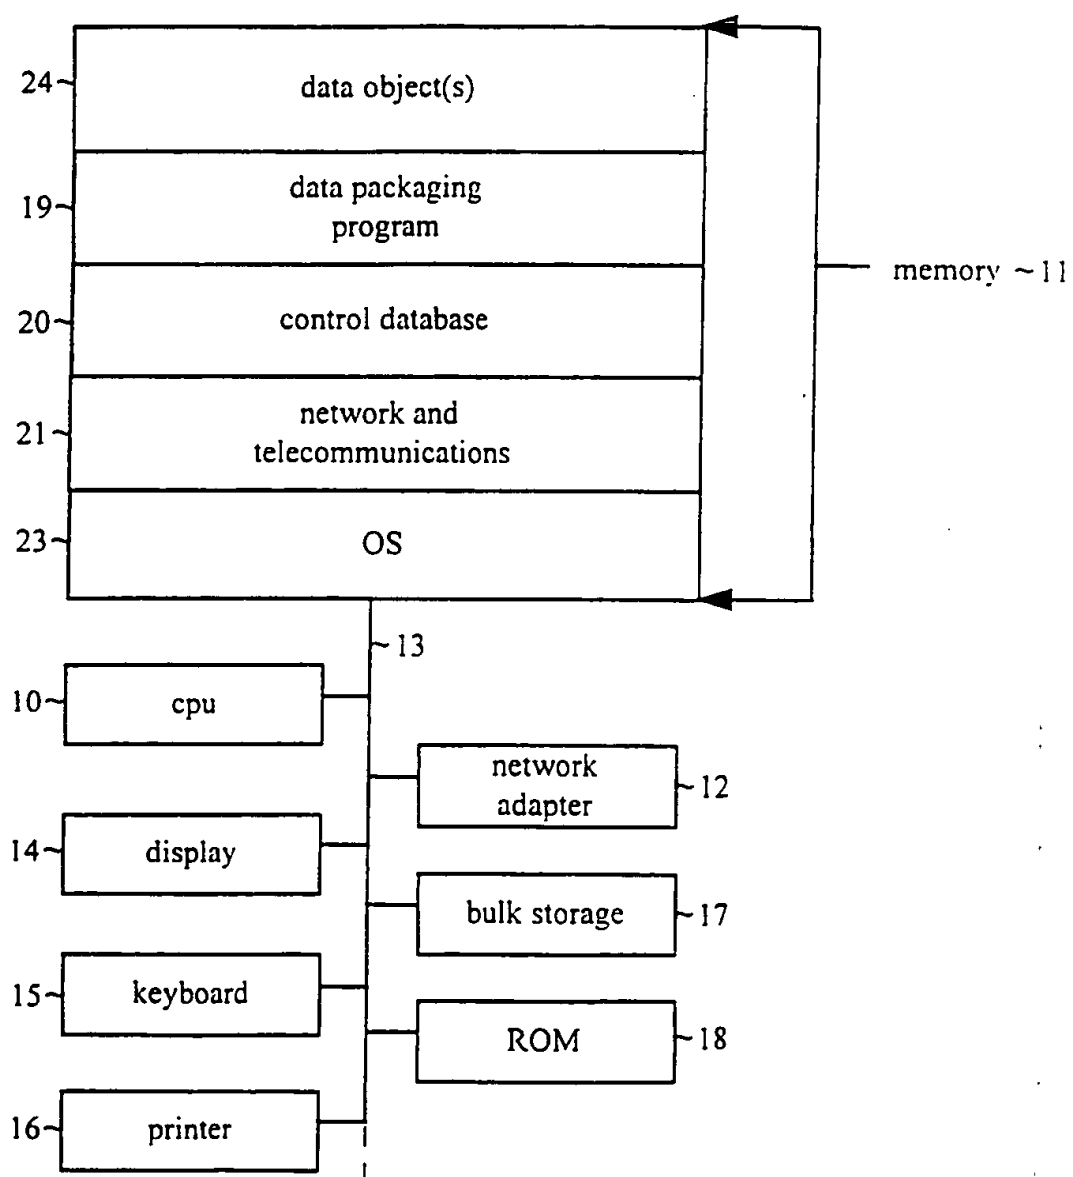 24~ data object(s)
19~ data packaging
program
memory ~11
20~ control database
21~ network and
telecommunications
23~ OS
~13
10~ cpu
network
adapter ~12
14~ display
bulk storage ~17
15~ keyboard
ROM ~18
16~ printer